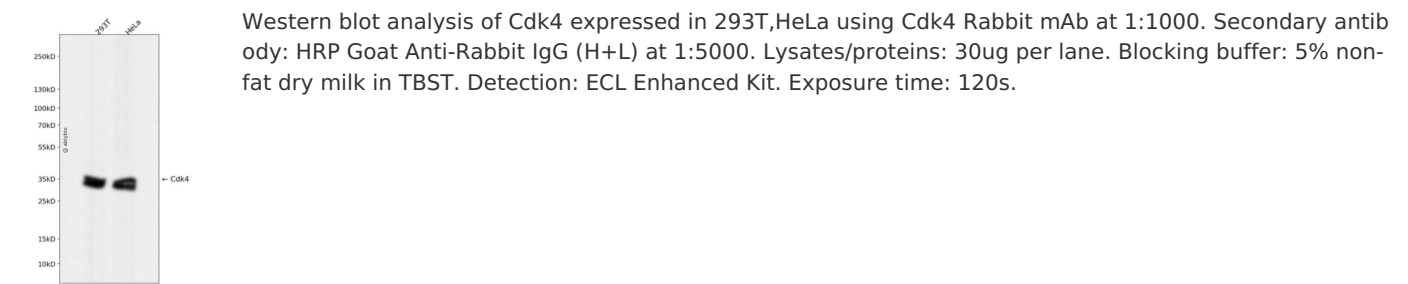 293T HeLa
250kD
130kD
100kD
70kD
55kD
35kD
25kD
15kD
10kD
← Cdk4
Western blot analysis of Cdk4 expressed in 293T,HeLa using Cdk4 Rabbit mAb at 1:1000. Secondary antib
ody: HRP Goat Anti-Rabbit IgG (H+L) at 1:5000. Lysates/proteins: 30ug per lane. Blocking buffer: 5% non-
fat dry milk in TBST. Detection: ECL Enhanced Kit. Exposure time: 120s.